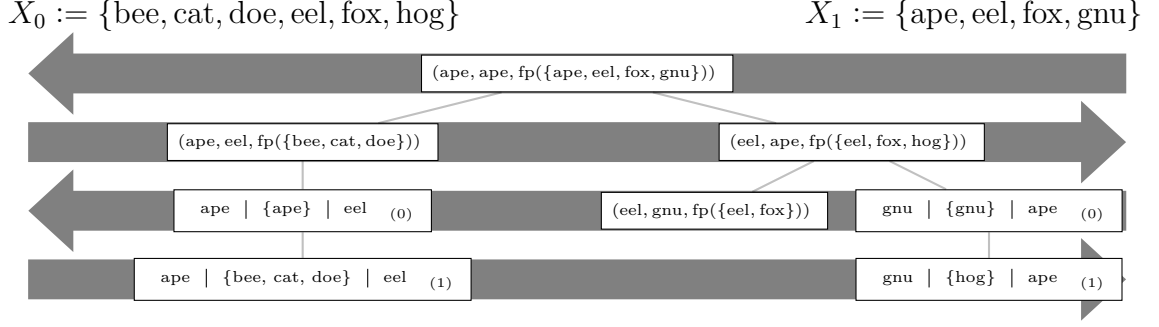 X₀ := {bee, cat, doe, eel, fox, hog} X₁ := {ape, eel, fox, gnu}
(ape, ape, fp({ape, eel, fox, gnu}))
(ape, eel, fp({bee, cat, doe})) (eel, ape, fp({eel, fox, hog}))
ape | {ape} | eel (0) (eel, gnu, fp({eel, fox})) gnu | {gnu} | ape (0)
ape | {bee, cat, doe} | eel (1) gnu | {hog} | ape (1)